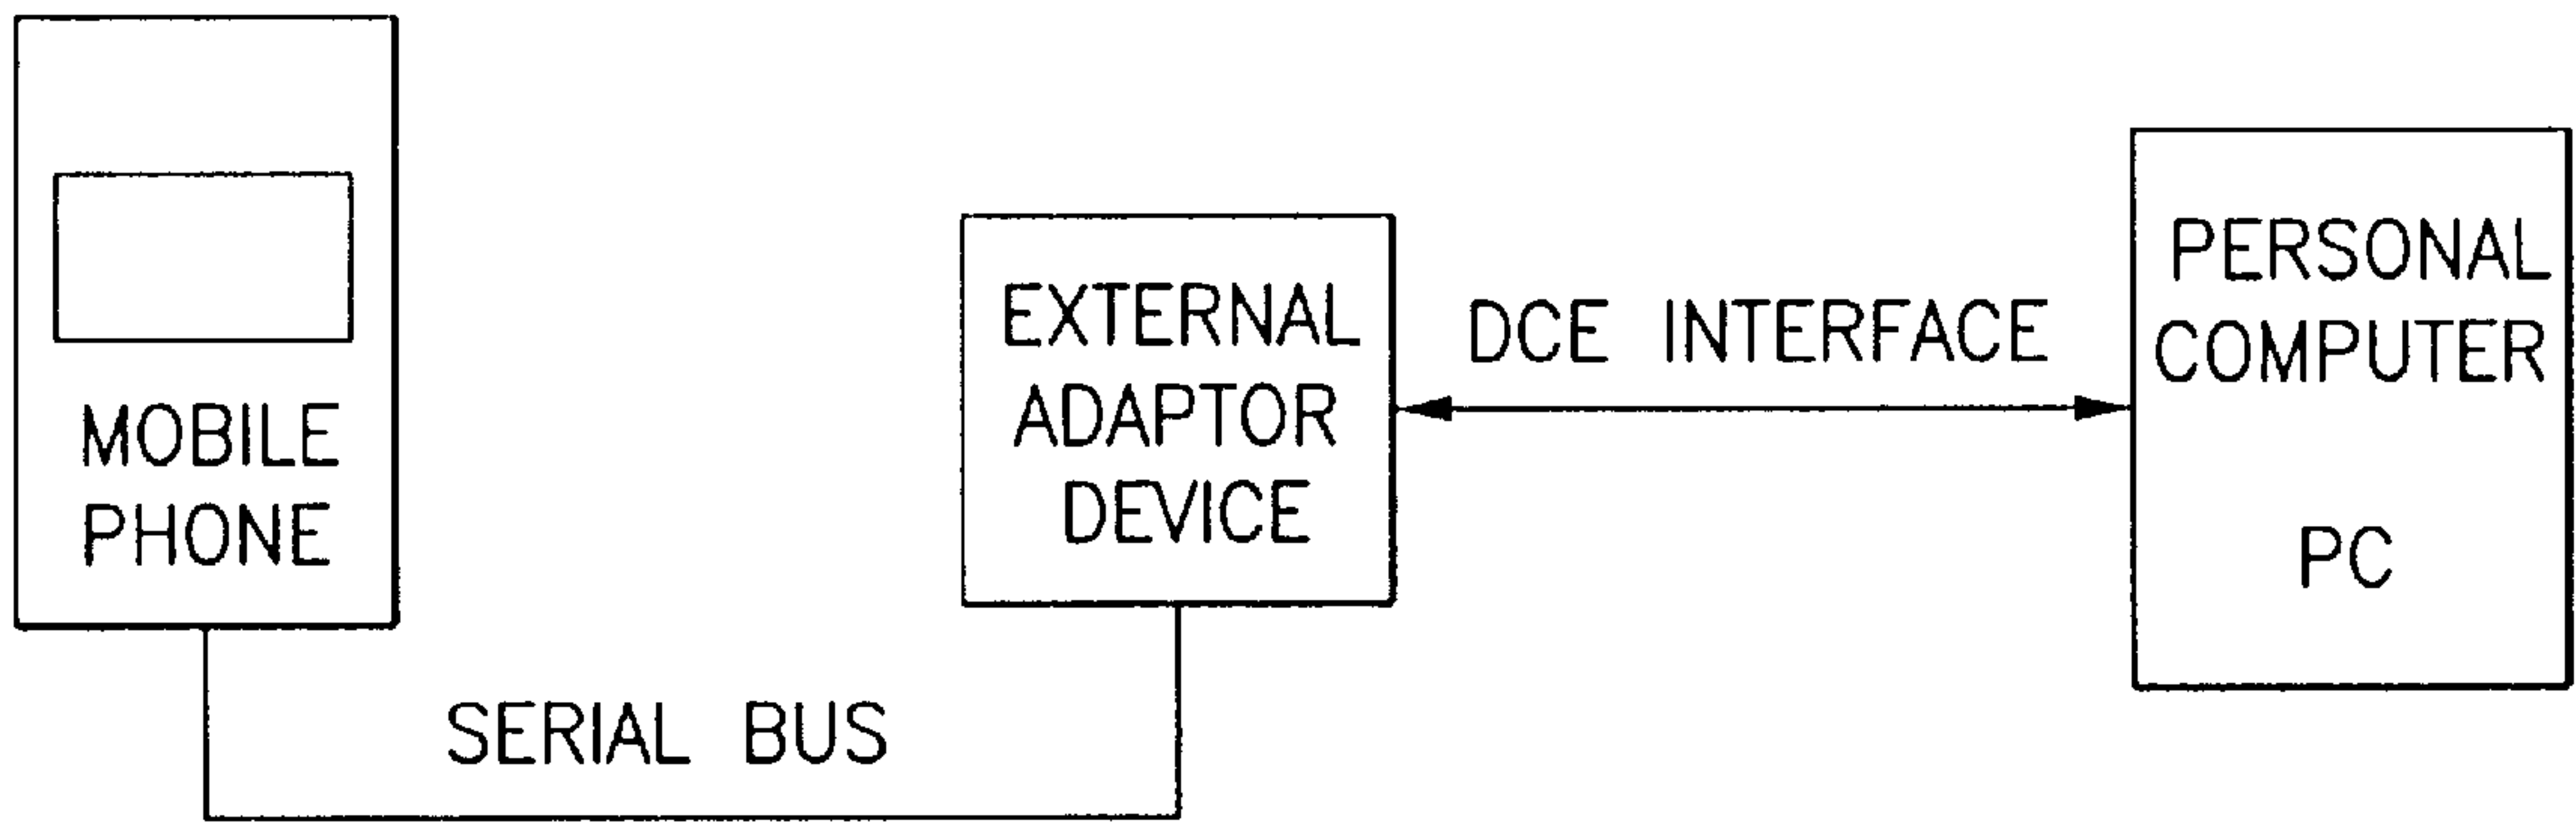 MOBILE
PHONE
SERIAL BUS
EXTERNAL
ADAPTOR
DEVICE
DCE INTERFACE
PERSONAL
COMPUTER
PC